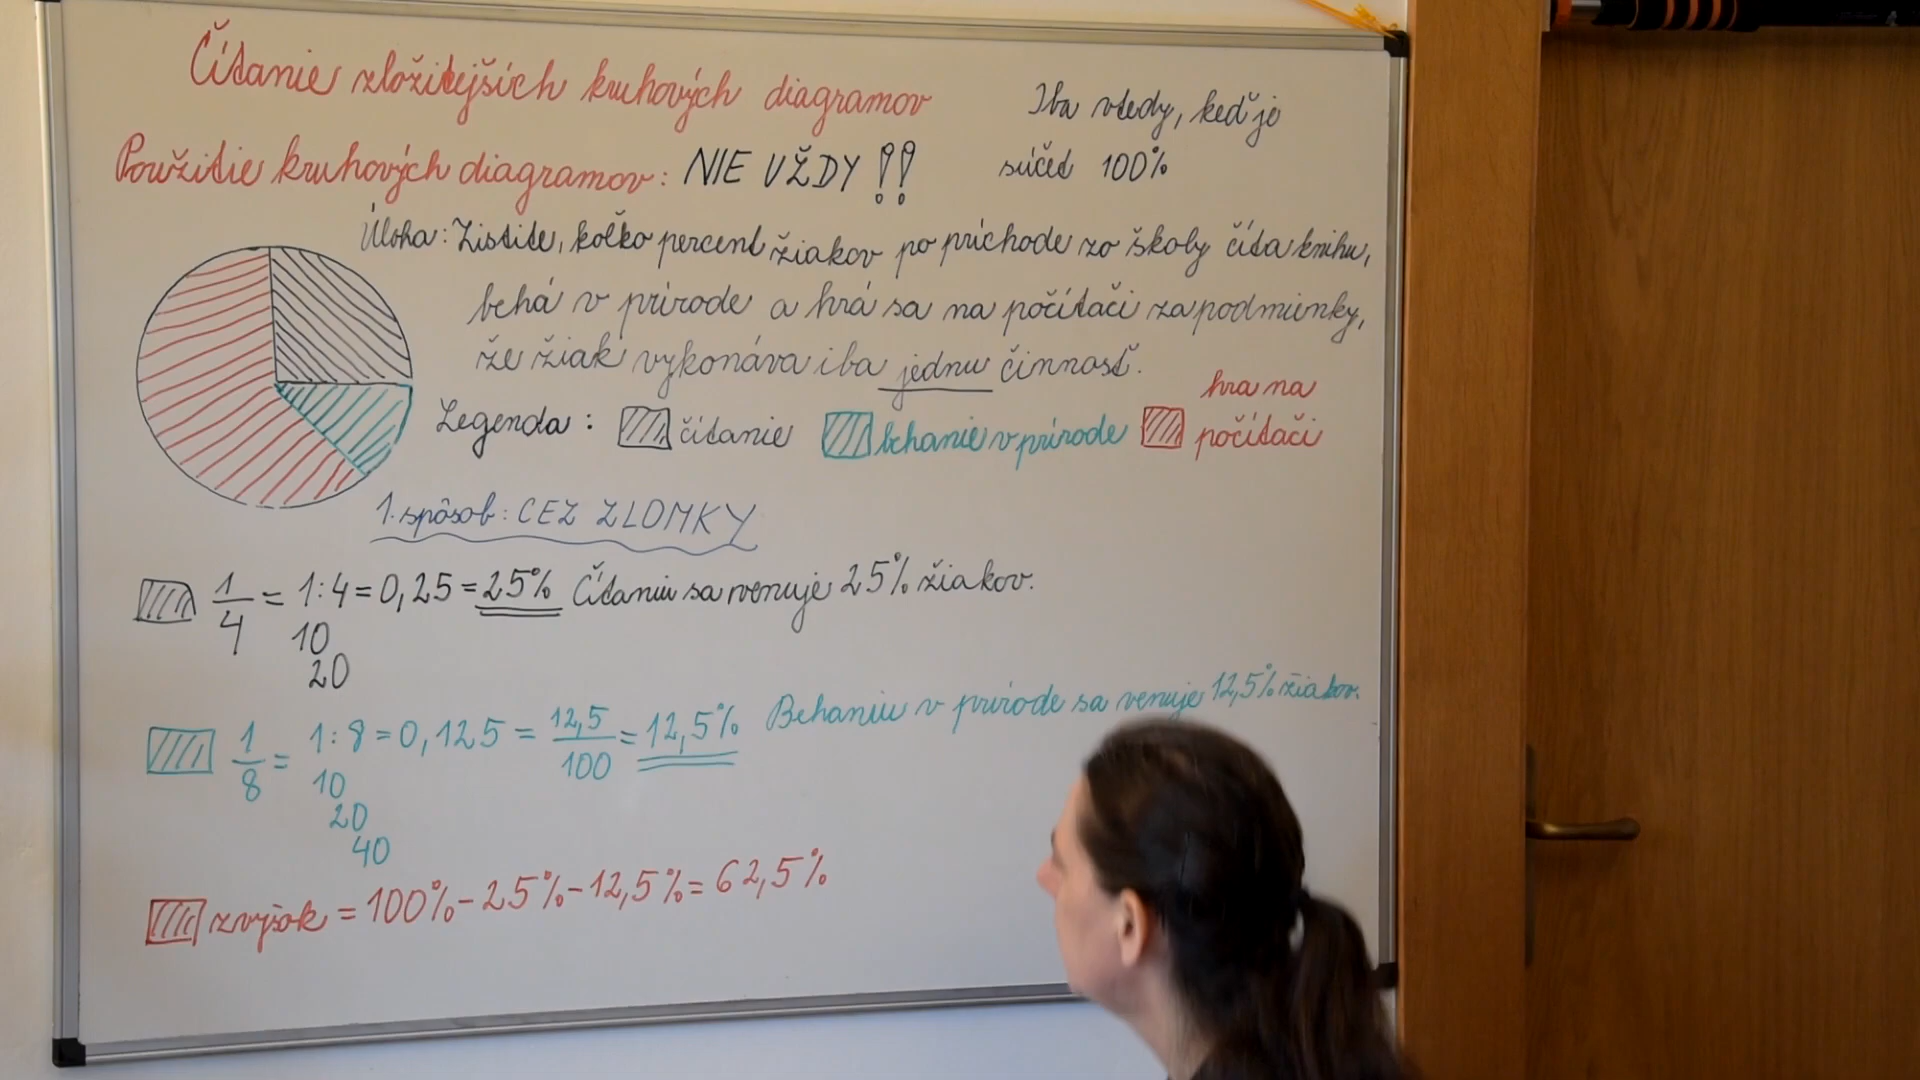 Čítanie zložitejších kruhových diagramov
Použitie kruhových diagramov: NIE VŽDY !!
Iba vtedy, keď je
súčet 100%
Úloha: Zistite, koľko percent žiakov po príchode zo školy číta knihu,
behá v prírode a hrá sa na počítači za podmienky,
že žiak vykonáva iba jednu činnosť.
Legenda: čítanie behanie v prírode hra na počítači
1. spôsob: CEZ ZLOMKY
1/4 = 1:4 = 0,25 = 25% Čítaniu sa venuje 25% žiakov.
10
20
1/8 = 1:8 = 0,125 = 12,5/100 = 12,5% Behaniu v prírode sa venuje 12,5% žiakov.
10
20
40
zvyšok = 100% - 25% - 12,5% = 62,5%